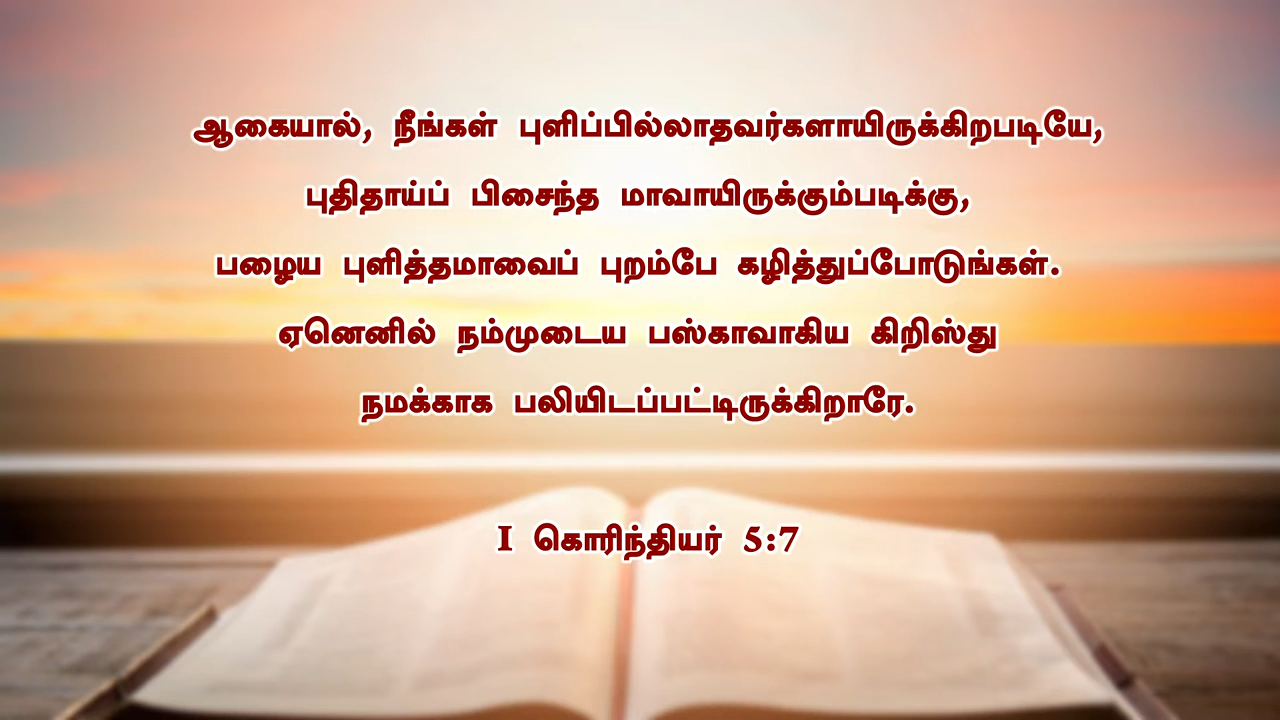 ஆகையால், நீங்கள் புளிப்பில்லாதவர்களாயிருக்கிறபடியே,
புதிதாய்ப் பிசைந்த மாவாயிருக்கும்படிக்கு,
பழைய புளித்தமாவைப் புறம்பே கழித்துப்போடுங்கள்.
ஏனெனில் நம்முடைய பஸ்காவாகிய கிறிஸ்து
நமக்காக பலியிடப்பட்டிருக்கிறாரே.
I கொரிந்தியர் 5:7